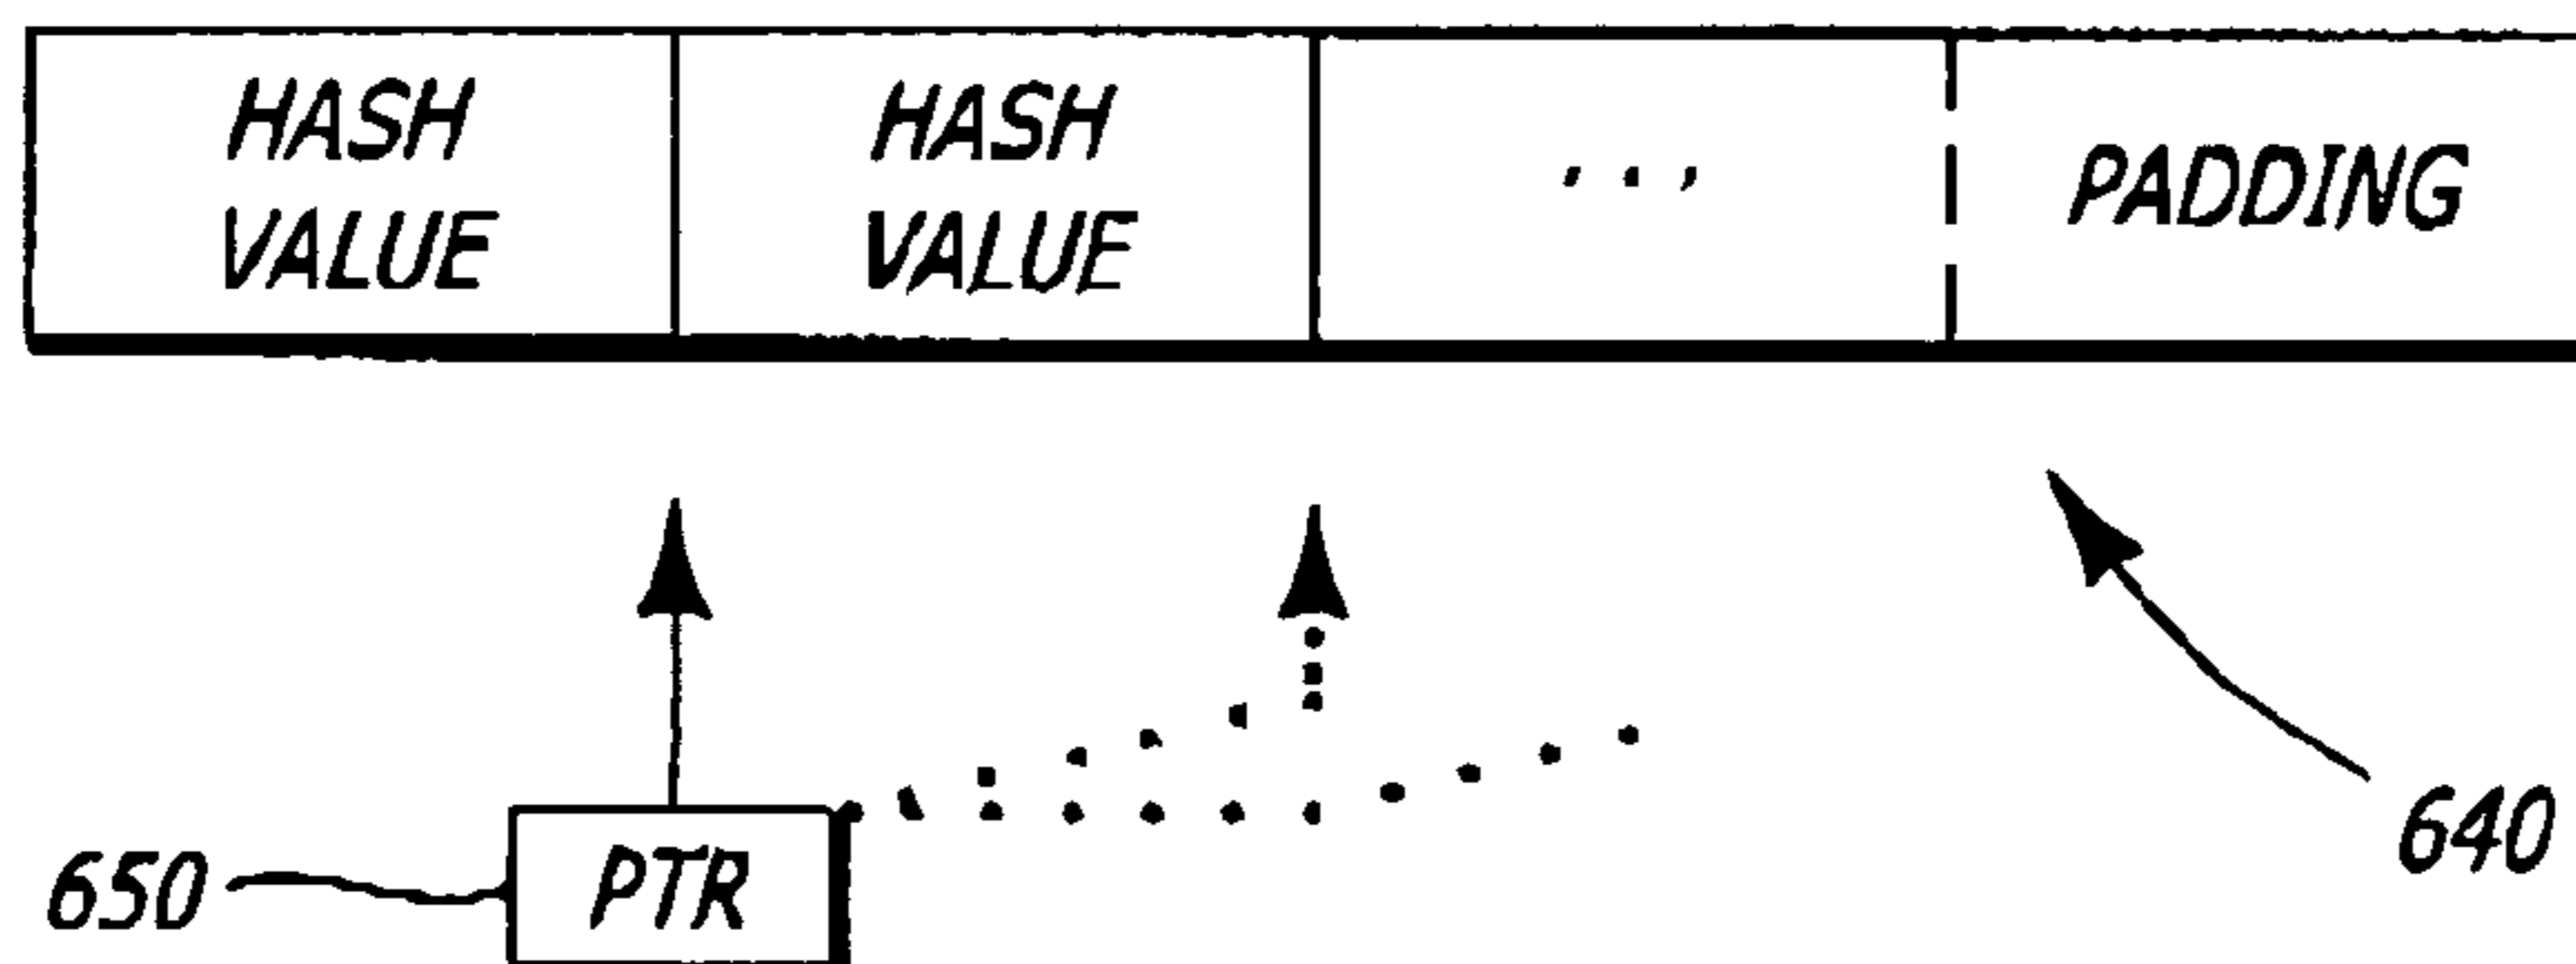 HASH
VALUE
HASH
VALUE
...
PADDING
650
PTR
640